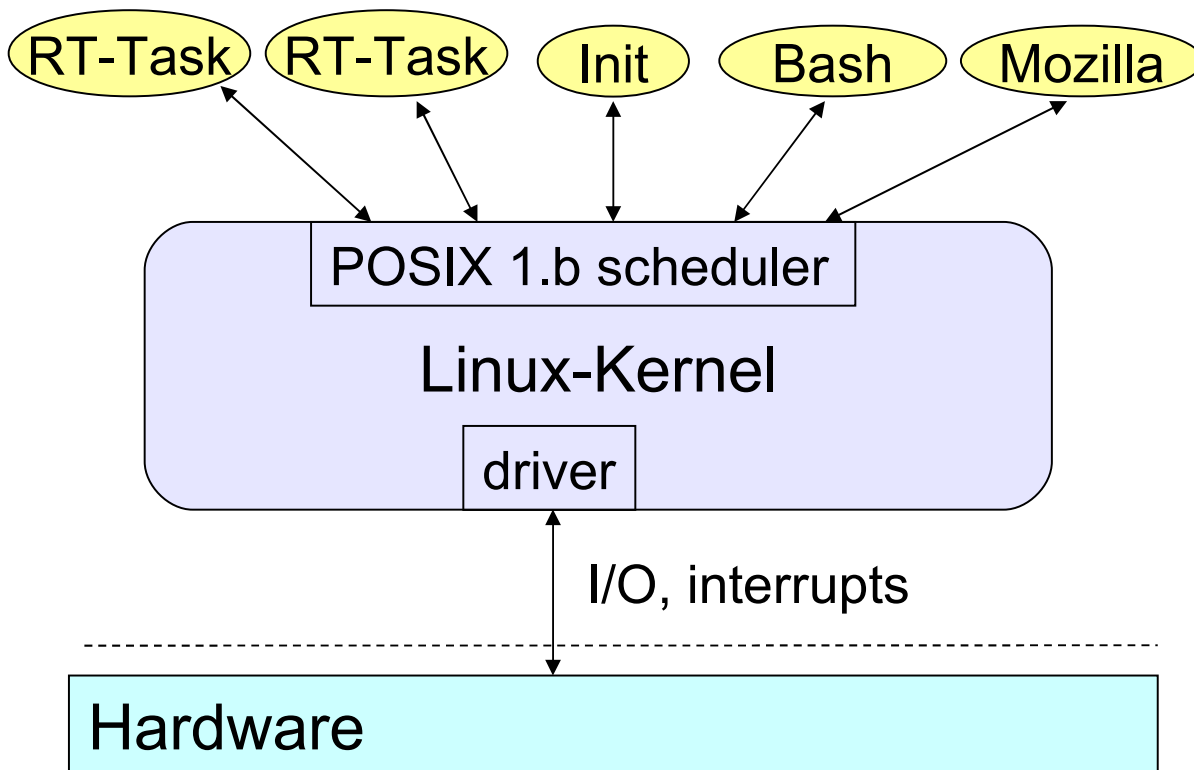 RT-Task
RT-Task
Init
Bash
Mozilla
POSIX 1.b scheduler
Linux-Kernel
driver
I/O, interrupts
Hardware